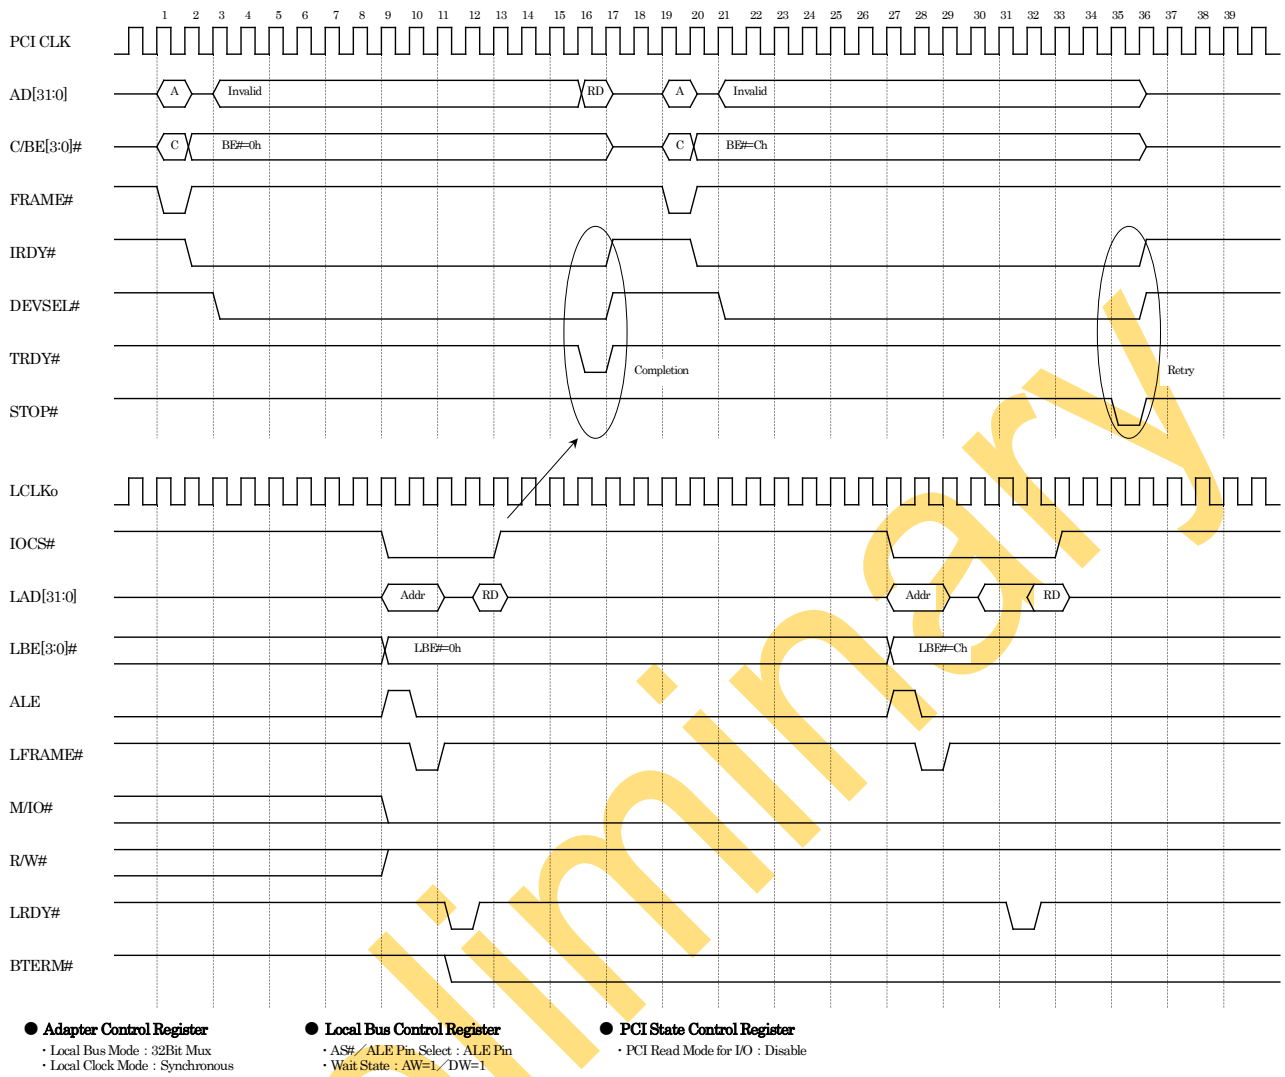 1 2 3 4 5 6 7 8 9 10 11 12 13 14 15 16 17 18 19 20 21 22 23 24 25 26 27 28 29 30 31 32 33 34 35 36 37 38 39
PCI CLK
AD[31:0] A Invalid RD A Invalid
C/BE[3:0]# C BE#=0h C BE#=Ch
FRAME#
IRDY#
DEVSEL#
TRDY#
Completion Retry
STOP#
LCLKo
IOCS#
LAD[31:0] Addr RD Addr RD
LBE[3:0]# LBE#=0h LBE#=Ch
ALE
LFRAME#
M/IO#
R/W#
LRDY#
BTERM#
● Adapter Control Register
・Local Bus Mode : 32Bit Mux
・Local Clock Mode : Synchronous
● Local Bus Control Register
・AS#／ALE Pin Select : ALE Pin
・Wait State : AW=1／DW=1
● PCI State Control Register
・PCI Read Mode for I/O : Disable